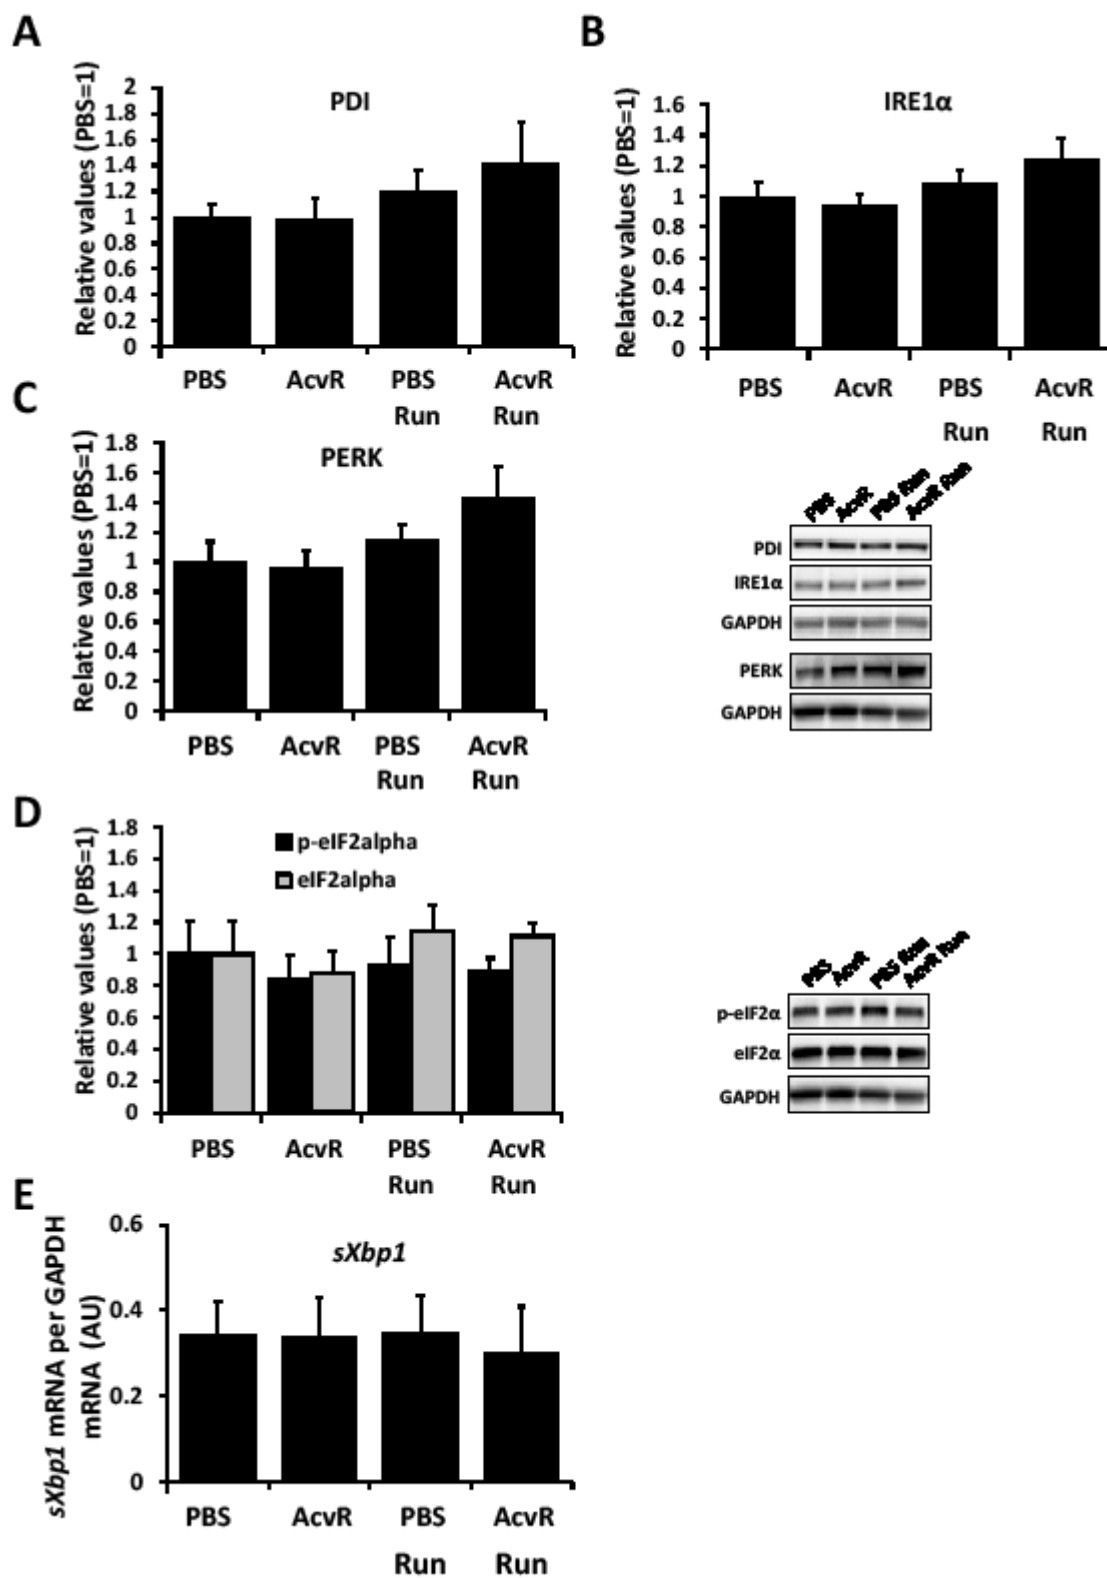 A
Relative values (PBS=1)
PDI
2
1.8
1.6
1.4
1.2
1
0.8
0.6
0.4
0.2
0
PBS AcvR PBS AcvR
Run Run
B
Relative values (PBS=1)
IRE1α
1.6
1.4
1.2
1
0.8
0.6
0.4
0.2
0
PBS AcvR PBS AcvR
Run Run
C
Relative values (PBS=1)
PERK
1.8
1.6
1.4
1.2
1
0.8
0.6
0.4
0.2
0
PBS AcvR PBS AcvR
Run Run
PBS AcvR PBS Run AcvR Run
PDI
IRE1α
GAPDH
PERK
GAPDH
D
Relative values (PBS=1)
p-eIF2alpha
eIF2alpha
1.8
1.6
1.4
1.2
1
0.8
0.6
0.4
0.2
0
PBS AcvR PBS AcvR
Run Run
PBS AcvR PBS Run AcvR Run
p-eIF2α
eIF2α
GAPDH
E
sXbp1 mRNA per GAPDH
mRNA (AU)
sXbp1
0.6
0.4
0.2
0
PBS AcvR PBS AcvR
Run Run